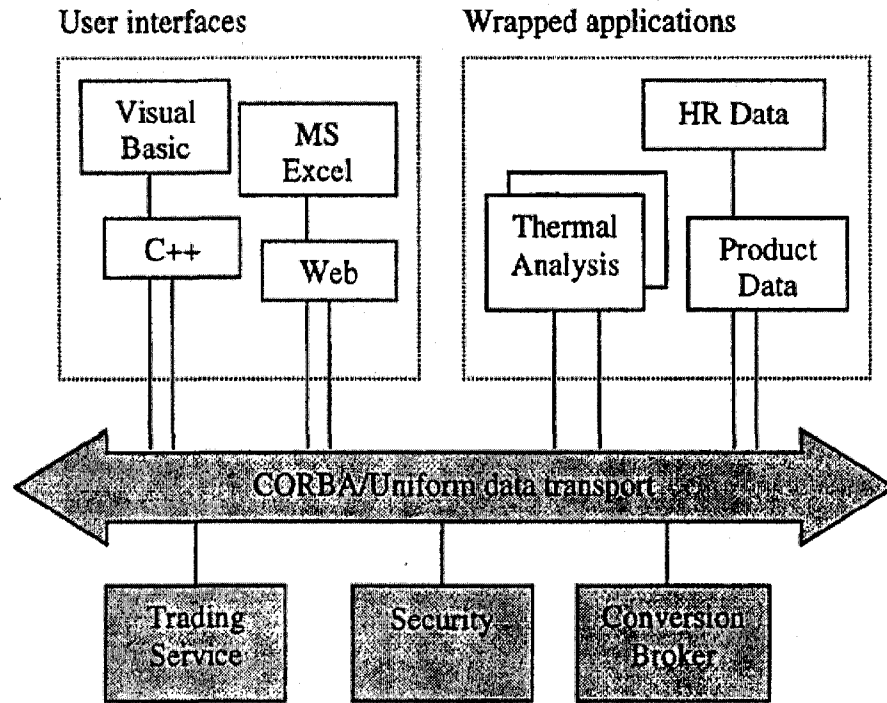 User interfaces
Wrapped applications
Visual
Basic
MS
Excel
C++
Web
HR Data
Thermal
Analysis
Product
Data
CORBA/Uniform data transport
Trading
Service
Security
Conversion
Broker